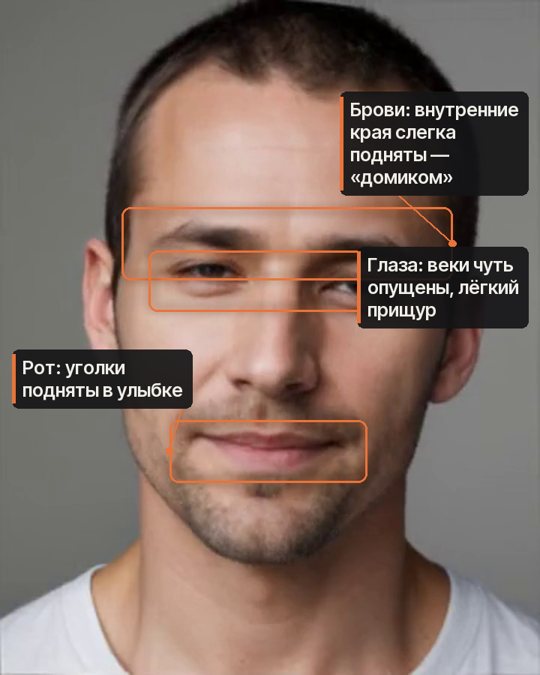 Брови: внутренние
края слегка
подняты —
«домиком»
Глаза: веки чуть
опущены, лёгкий
прищур
Рот: уголки
подняты в улыбке